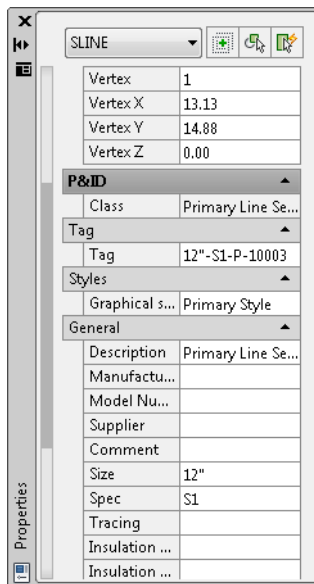 SLINE
Vertex 1
Vertex X 13.13
Vertex Y 14.88
Vertex Z 0.00
P&ID
Class Primary Line Se...
Tag
Tag 12"-S1-P-10003
Styles
Graphical s... Primary Style
General
Description Primary Line Se...
Manufactu...
Model Nu...
Supplier
Comment
Size 12"
Spec S1
Tracing
Insulation ...
Insulation ...
Properties